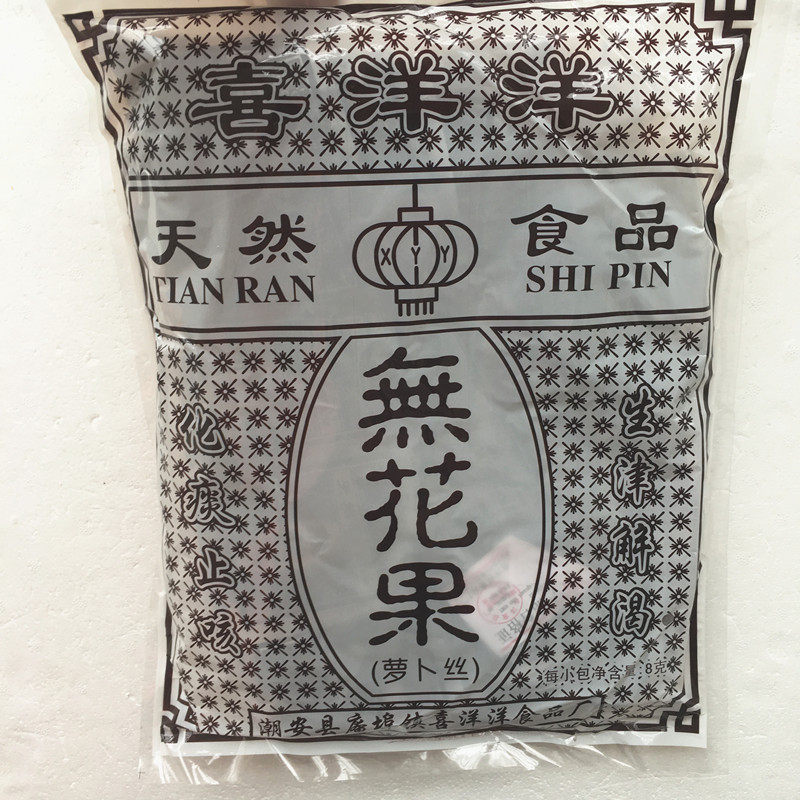 喜洋洋
天然 食品
TIAN RAN SHI PIN
XYY
無花果
(萝卜丝)
化痰止咳
生津解渴
每小包净含量:8克
潮安县庵埠镇喜洋洋食品厂